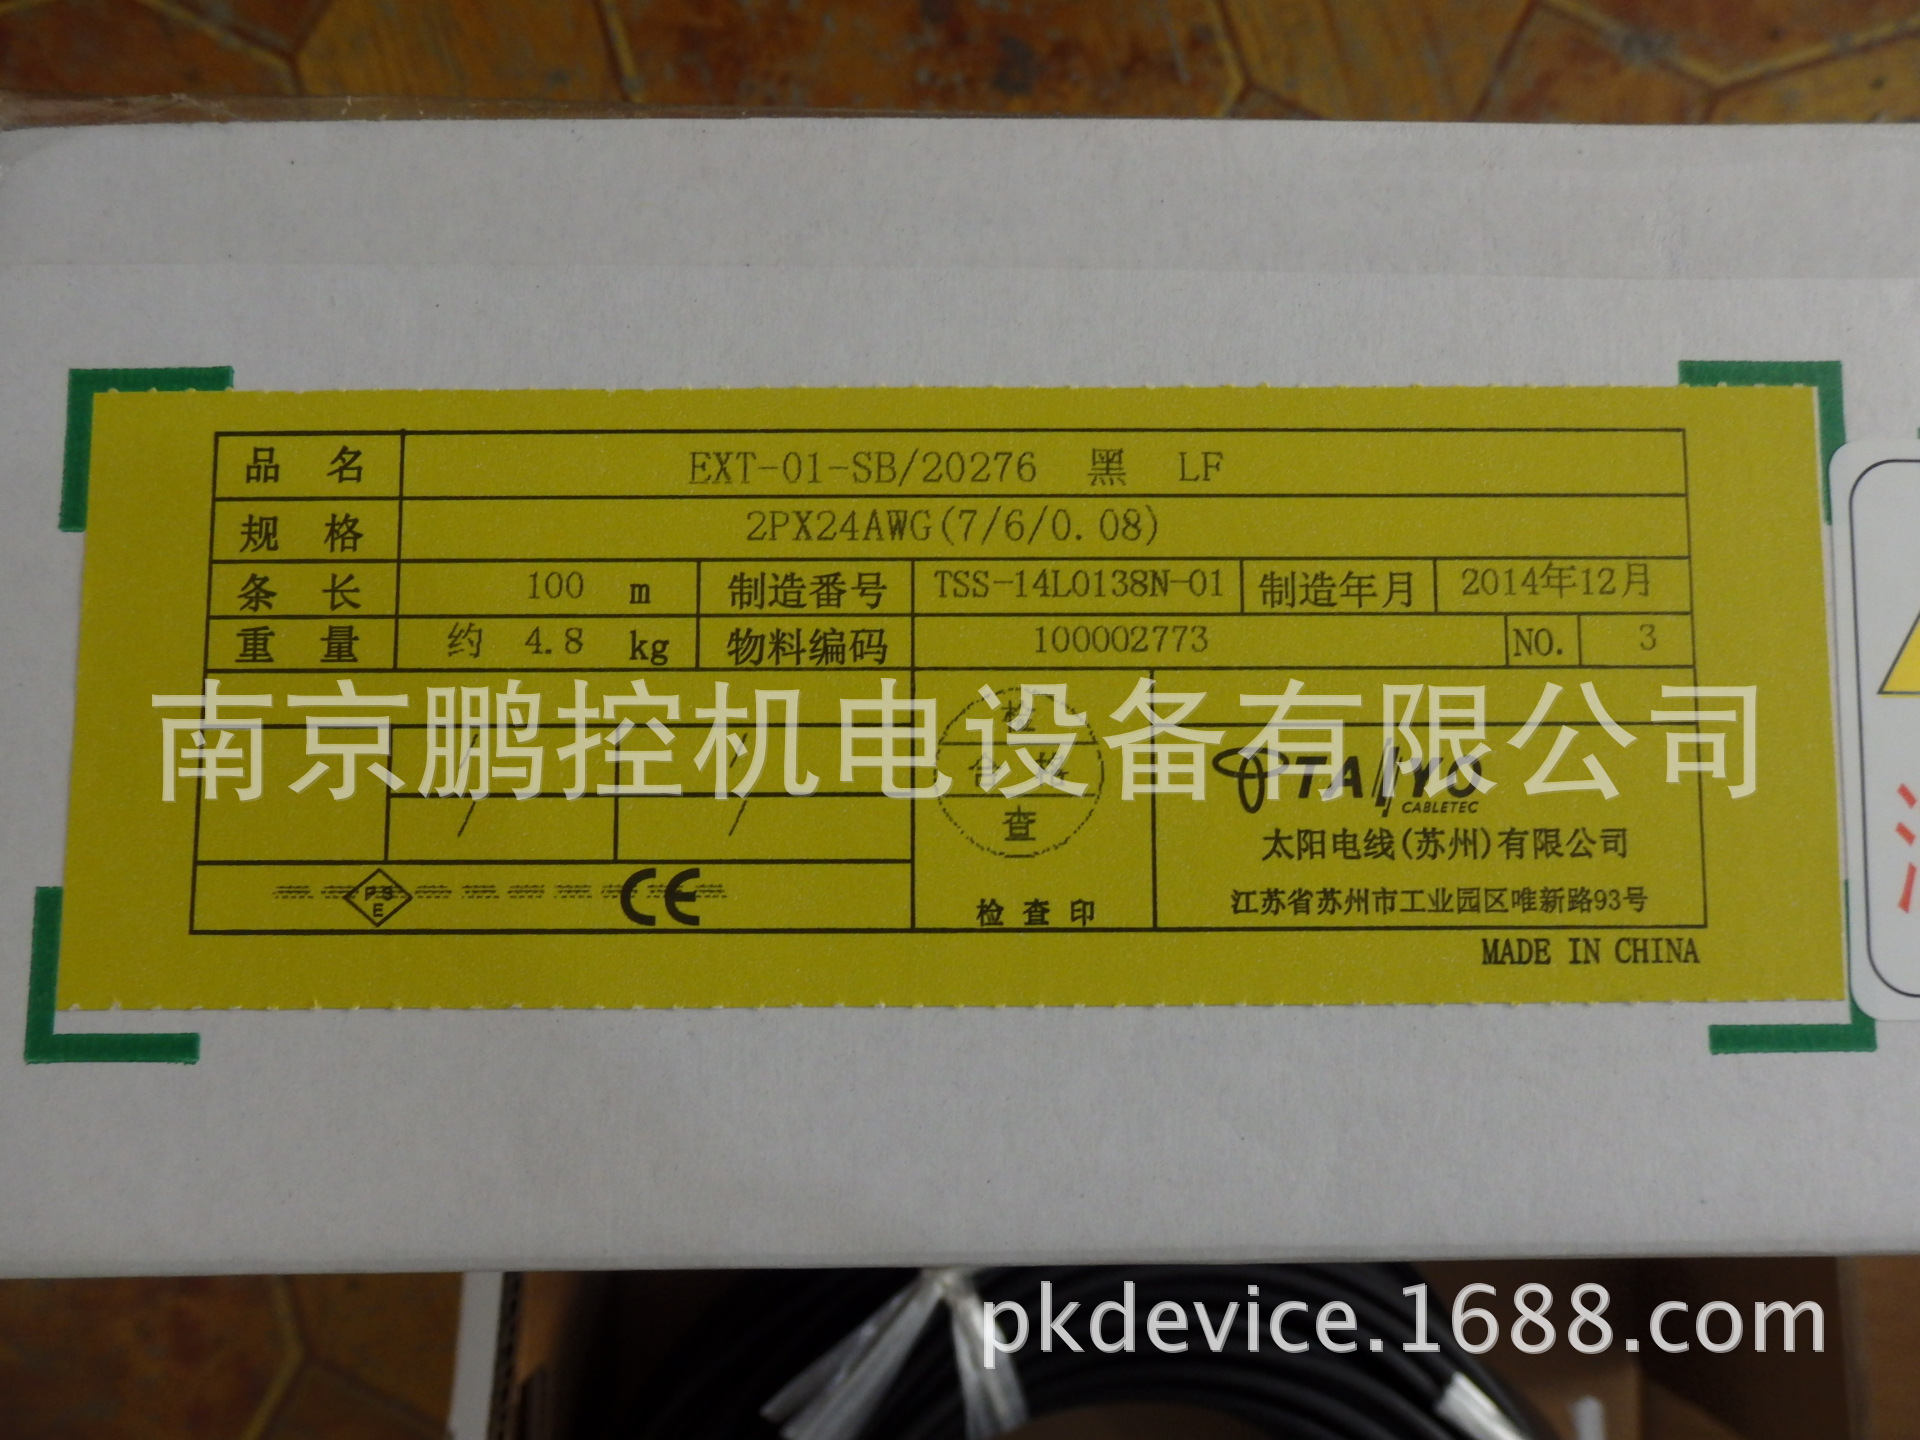 品 名 EXT-01-SB/20276 黑 LF
规 格 2PX24AWG(7/6/0.08)
条 长 100 m 制造番号 TSS-14L0138N-01 制造年月 2014年12月
重 量 约 4.8 kg 物料编码 100002773 NO. 3
南京鹏控机电设备有限公司
检
合 格
查
TAIYO
CABLETEC
太阳电线(苏州)有限公司
江苏省苏州市工业园区唯新路93号
PS
E
CE
检 查 印
MADE IN CHINA
pkdevice.1688.com